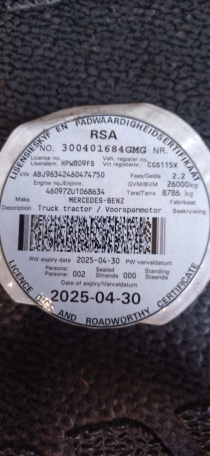 LISENSIESKYF EN PADWAARDIGHEIDSERTIFIKAAT
RSA
NO. 300401684GMG NR.
Licence no. Veh. register no.
Lisensienr. HPW809FS Vrt registernr. CGS115X
VIN ABJ96342460474750 Fees/Gelde 2.2
Engine no./Enjinnr. GVM/BVM 26000kg
460972U1068634 Tare/Tarra 8786 kg
Make MERCEDES-BENZ Fabrikaat
Description Truck tractor / Voorspanmotor Beskrywing
RW expiry date 2025-04-30 PW vervaldatum
Persons: Seated Standing
Persone: 002 Sittende 000 Staande
Date of expiry/Vervaldatum
2025-04-30
LICENCE DISC AND ROADWORTHY CERTIFICATE